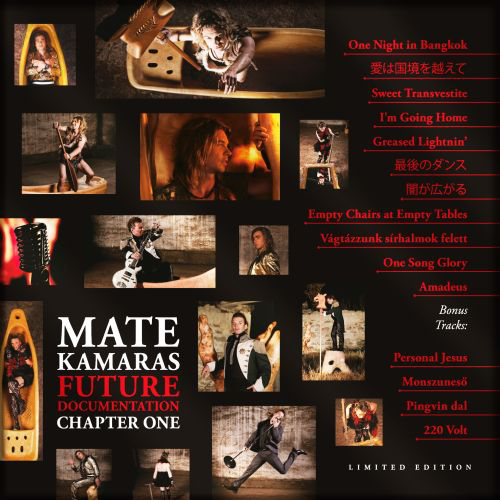 One Night in Bangkok
愛は国境を越えて
Sweet Transvestite
I'm Going Home
Greased Lightnin'
最後のダンス
闇が広がる
Empty Chairs at Empty Tables
Vágtázzunk sírhalmok felett
One Song Glory
Amadeus
Bonus
Tracks:
Personal Jesus
Monszuneső
Pingvin dal
220 Volt
LIMITED EDITION
MATE
KAMARAS
FUTURE
DOCUMENTATION
CHAPTER ONE